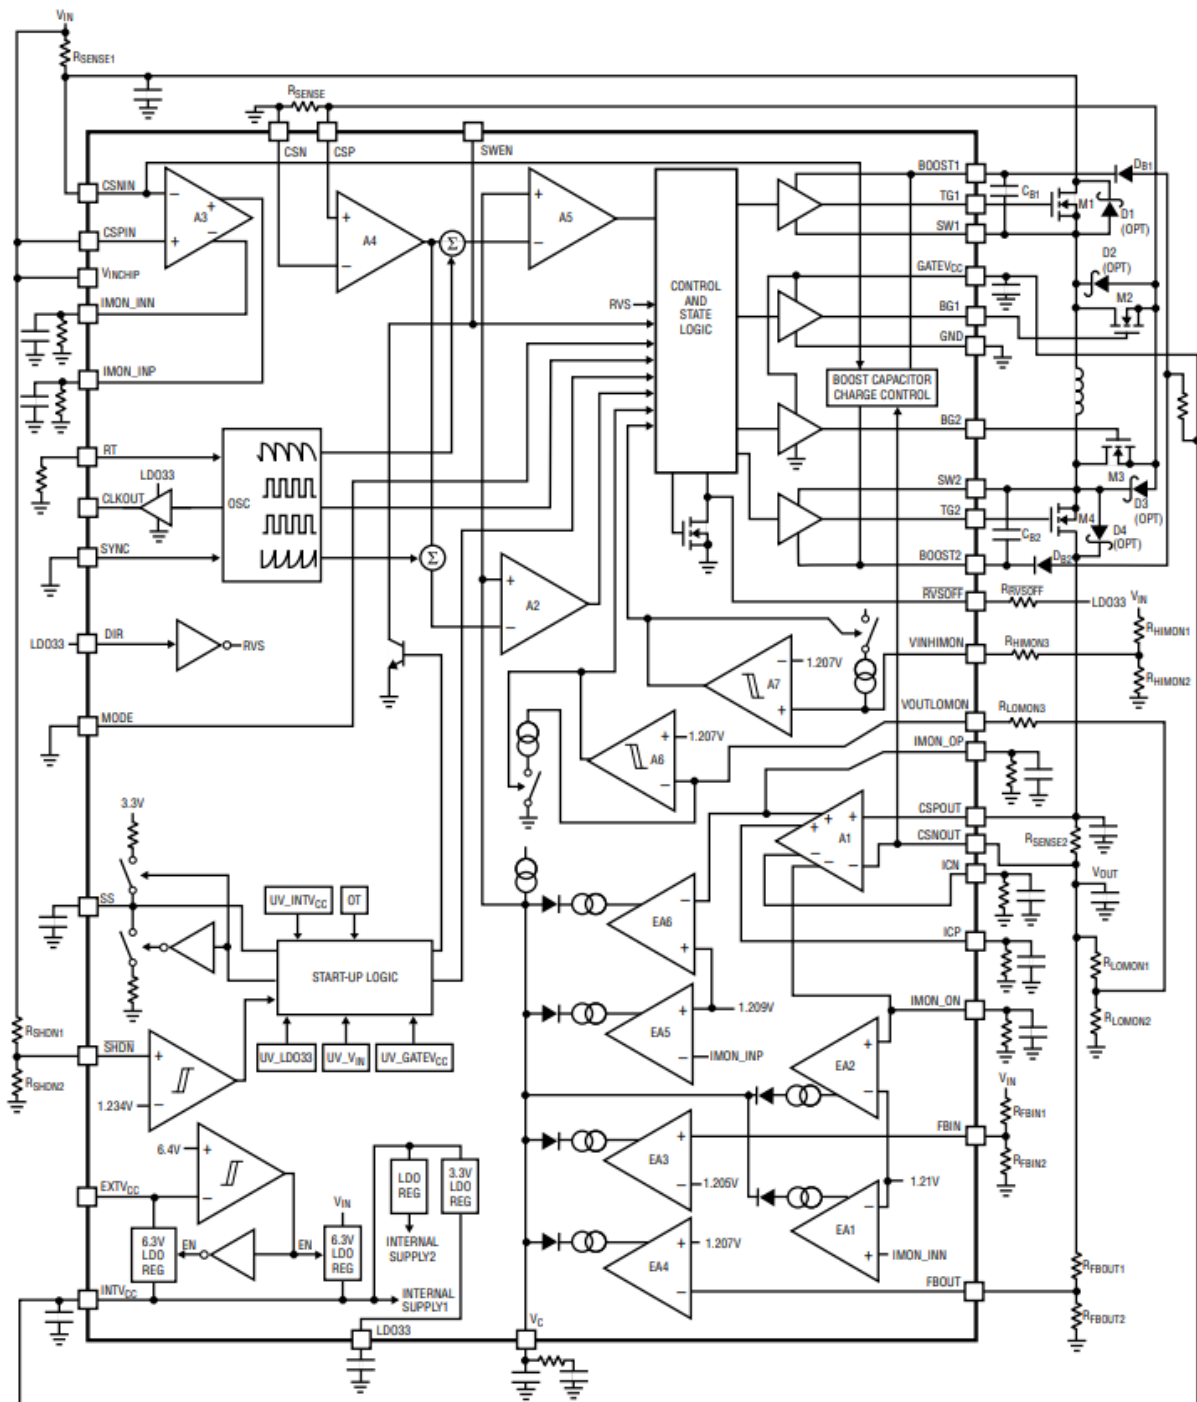 VIN
RSENSE1
RSENSE
CSN
CSP
SWEN
BOOST1
DB1
CSNIN
−
+
A3
−
+
CSPIN
VINCHIP
IMON_INN
IMON_INP
+
A4
−
Σ
+
A5
−
CONTROL
AND
STATE
LOGIC
RVS
TG1
CB1
M1
D1
(OPT)
SW1
D2
(OPT)
GATEVCC
M2
BG1
GND
BOOST CAPACITOR
CHARGE CONTROL
BG2
M3
SW2
D3
(OPT)
TG2
M4
D4
(OPT)
CB2
BOOST2
DB2
RT
LDO33
CLKOUT
OSC
SYNC
Σ
+
A2
−
RVSOFF
RRVSOFF
LDO33
VIN
RHIMON1
LDO33
DIR
RVS
VINHIMON
RHIMON3
RHIMON2
−
1.207V
A7
+
MODE
VOUTLOMON
RLOMON3
+
1.207V
A6
−
IMON_OP
3.3V
CSPOUT
+
+
+
A1
−
−
−
CSNOUT
RSENSE2
ICN
VOUT
SS
UV_INTVCC
OT
−
EA6
+
ICP
START-UP LOGIC
RLOMON1
1.209V
IMON_ON
RLOMON2
+
EA5
−
IMON_INP
RSHDN1
SHDN
+
1.234V
−
RSHDN2
UV_LDO33
UV_VIN
UV_GATEVCC
+
EA2
−
VIN
RFBIN1
FBIN
RFBIN2
+
EA3
−
1.205V
1.21V
6.4V
+
−
EXTVCC
LDO
REG
3.3V
LDO
REG
−
EA1
+
IMON_INN
VIN
6.3V
LDO
REG
EN
EN
6.3V
LDO
REG
INTERNAL
SUPPLY2
+
1.207V
EA4
−
FBOUT
RFBOUT1
RFBOUT2
INTVCC
INTERNAL
SUPPLY1
LDO33
VC